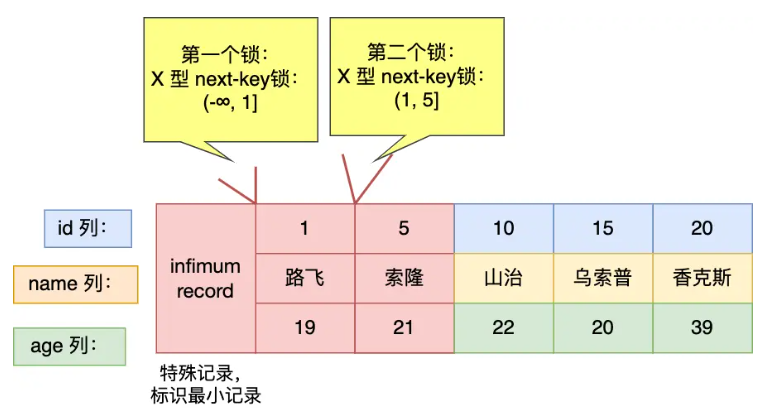 第一个锁：
X 型 next-key锁：
(-∞, 1]
第二个锁：
X 型 next-key锁：
(1, 5]
id 列：
1
5
10
15
20
name 列：
infimum
record
路飞
索隆
山治
乌索普
香克斯
age 列：
19
21
22
20
39
特殊记录，
标识最小记录